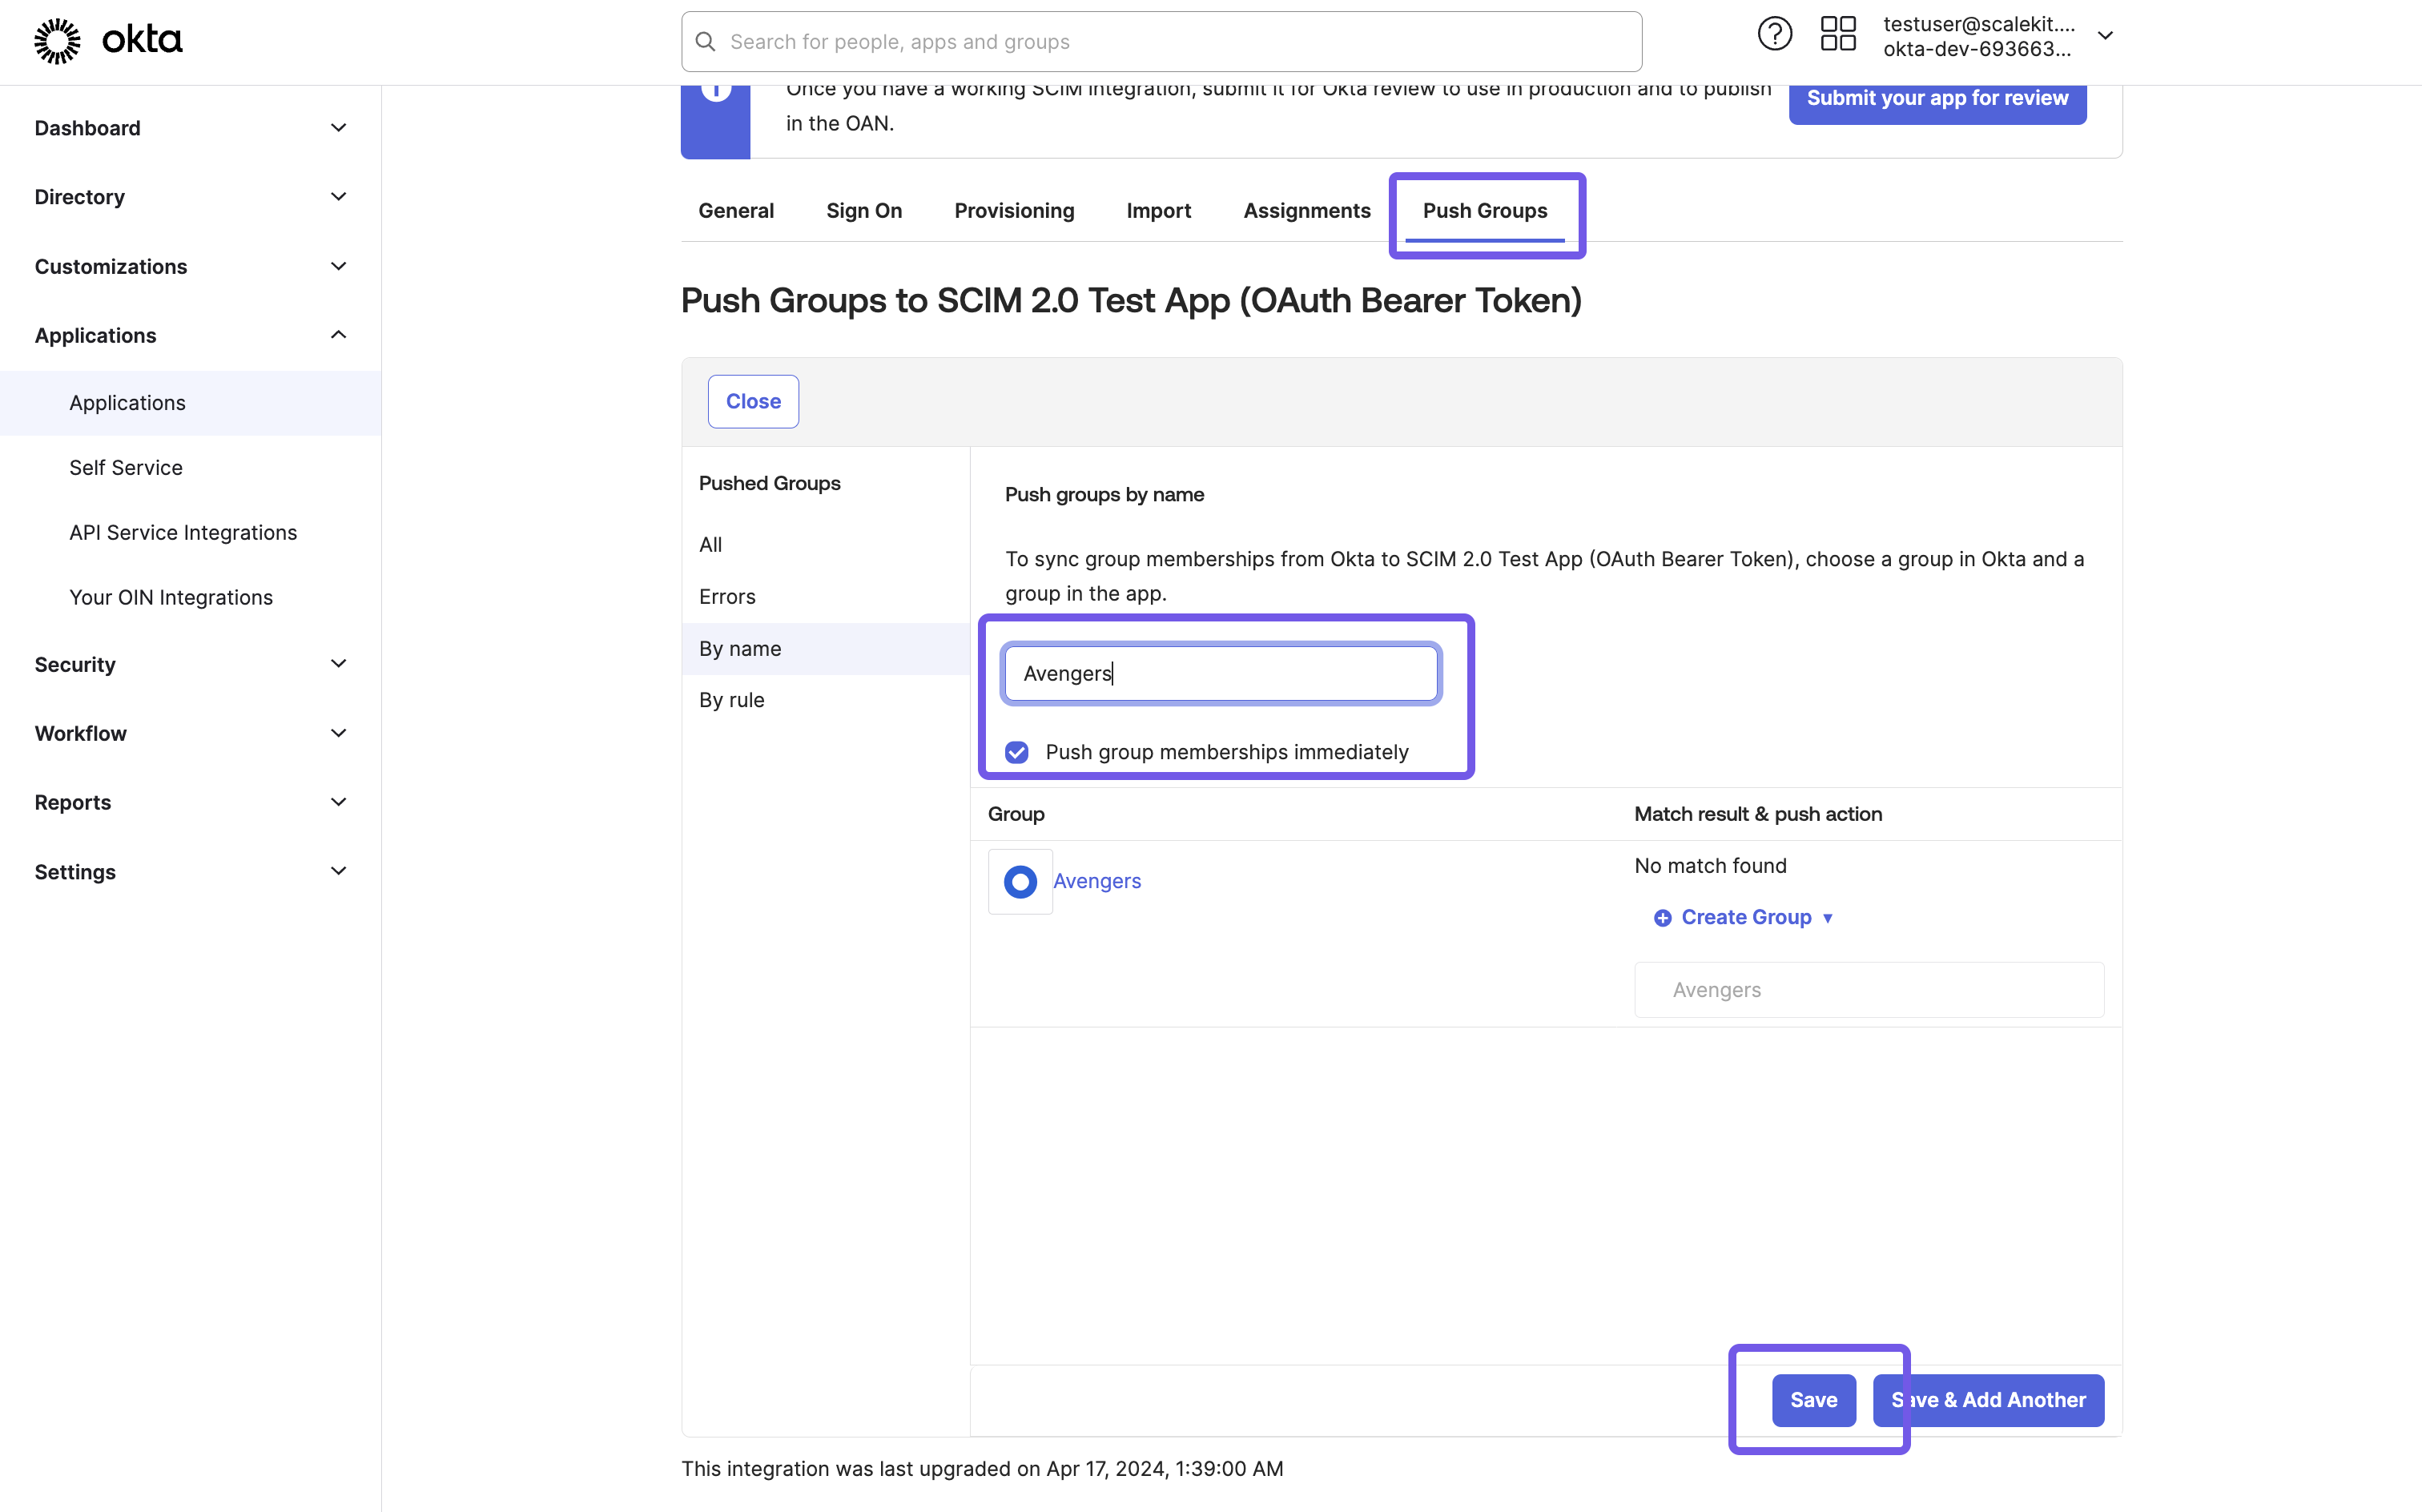 okta
Search for people, apps and groups
testuser@scalekit....
okta-dev-693663...
Dashboard
Directory
Customizations
Applications
Applications
Self Service
API Service Integrations
Your OIN Integrations
Security
Workflow
Reports
Settings
Once you have a working SCIM integration, submit it for Okta review to use in production and to publish
in the OAN.
Submit your app for review
General
Sign On
Provisioning
Import
Assignments
Push Groups
Push Groups to SCIM 2.0 Test App (OAuth Bearer Token)
Close
Pushed Groups
All
Errors
By name
By rule
Push groups by name
To sync group memberships from Okta to SCIM 2.0 Test App (OAuth Bearer Token), choose a group in Okta and a
group in the app.
Avengers
Push group memberships immediately
Group
Match result & push action
Avengers
No match found
Create Group
Avengers
Save
Save & Add Another
This integration was last upgraded on Apr 17, 2024, 1:39:00 AM